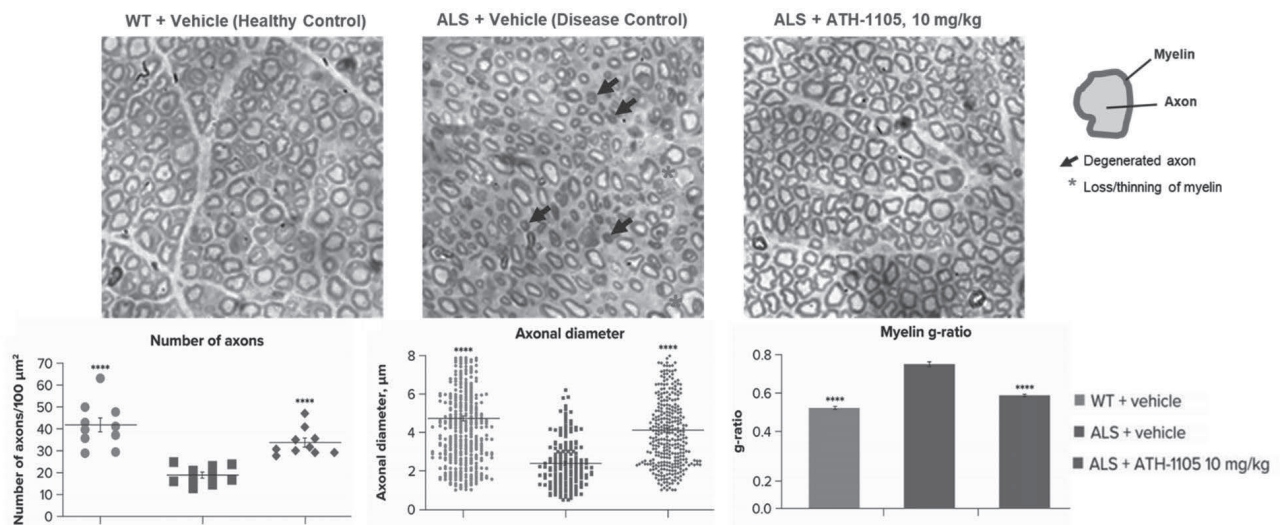 WT + Vehicle (Healthy Control)
ALS + Vehicle (Disease Control)
ALS + ATH-1105, 10 mg/kg
Myelin
Axon
Degenerated axon
* Loss/thinning of myelin
Number of axons
Number of axons/100 µm²
70
60
50
40
30
20
10
0
****
****
Axonal diameter
Axonal diameter, µm
8
6
4
2
0
****
****
Myelin g-ratio
g-ratio
0.8
0.6
0.4
0.2
0.0
****
****
WT + vehicle
ALS + vehicle
ALS + ATH-1105 10 mg/kg